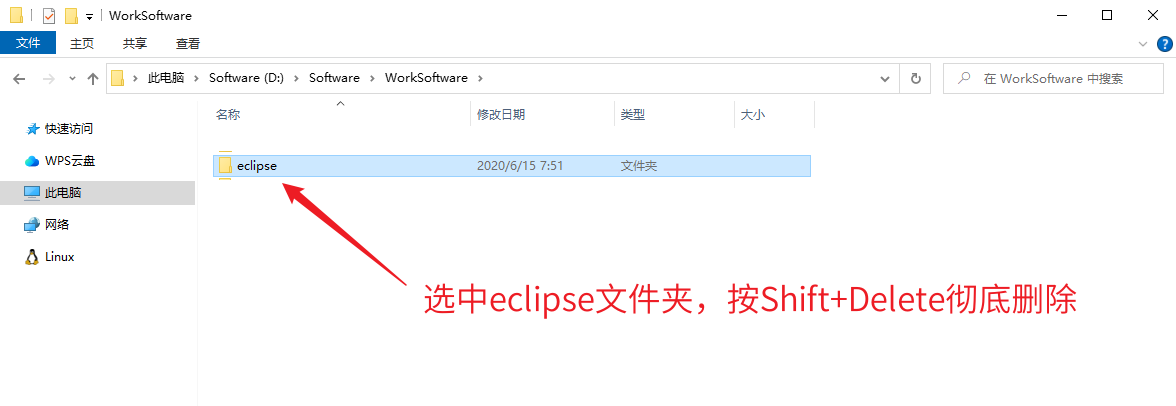 WorkSoftware
文件 主页 共享 查看
此电脑 Software (D:) Software WorkSoftware 在 WorkSoftware 中搜索
名称 修改日期 类型 大小
快速访问
WPS云盘
eclipse 2020/6/15 7:51 文件夹
此电脑
网络
Linux
选中eclipse文件夹，按Shift+Delete彻底删除